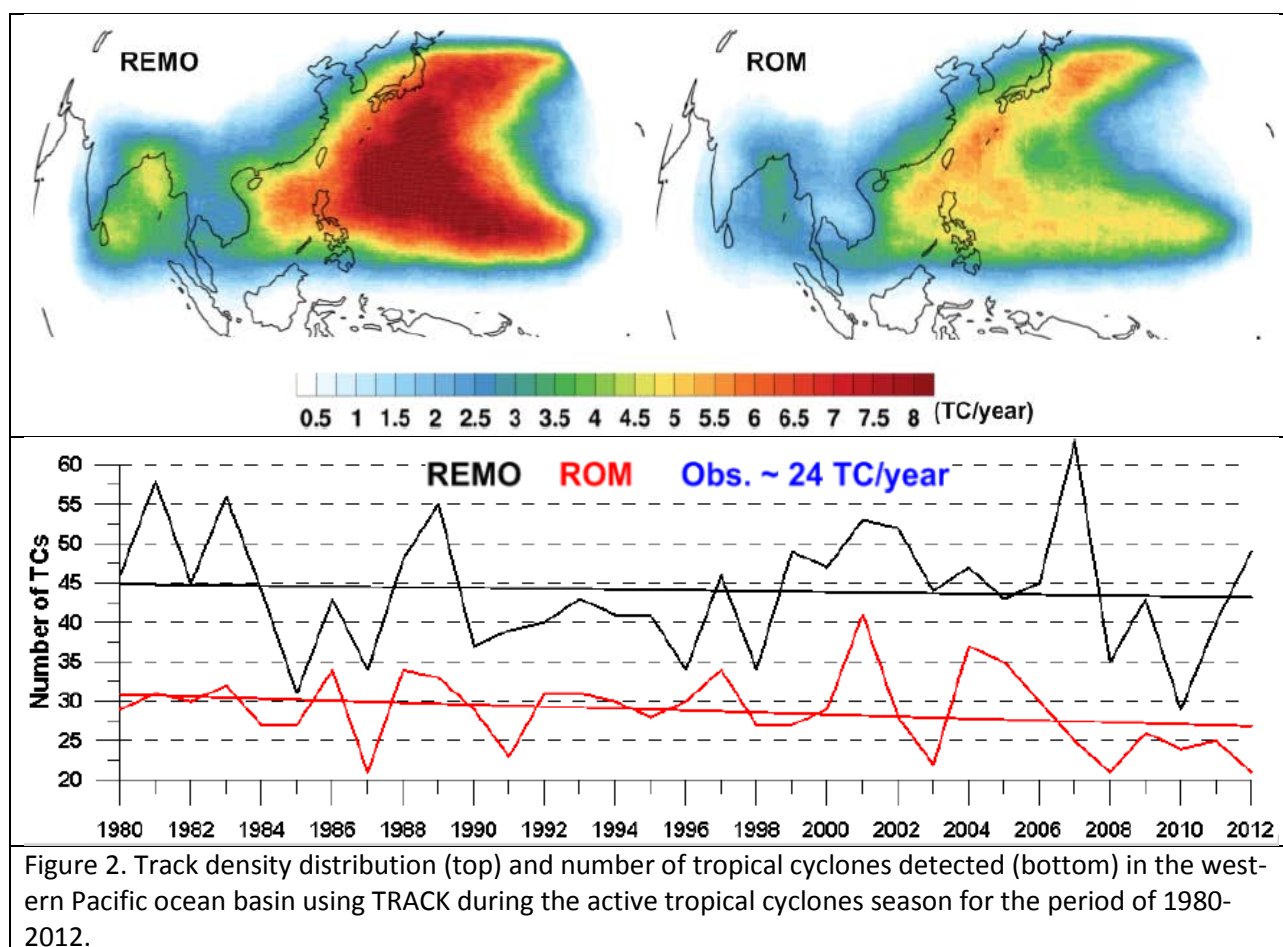 REMO
ROM
0.5 1 1.5 2 2.5 3 3.5 4 4.5 5 5.5 6 6.5 7 7.5 8 (TC/year)
REMO ROM Obs. ~ 24 TC/year
Number of TCs
60
55
50
45
40
35
30
25
20
1980 1982 1984 1986 1988 1990 1992 1994 1996 1998 2000 2002 2004 2006 2008 2010 2012
Figure 2. Track density distribution (top) and number of tropical cyclones detected (bottom) in the west-
ern Pacific ocean basin using TRACK during the active tropical cyclones season for the period of 1980-
2012.